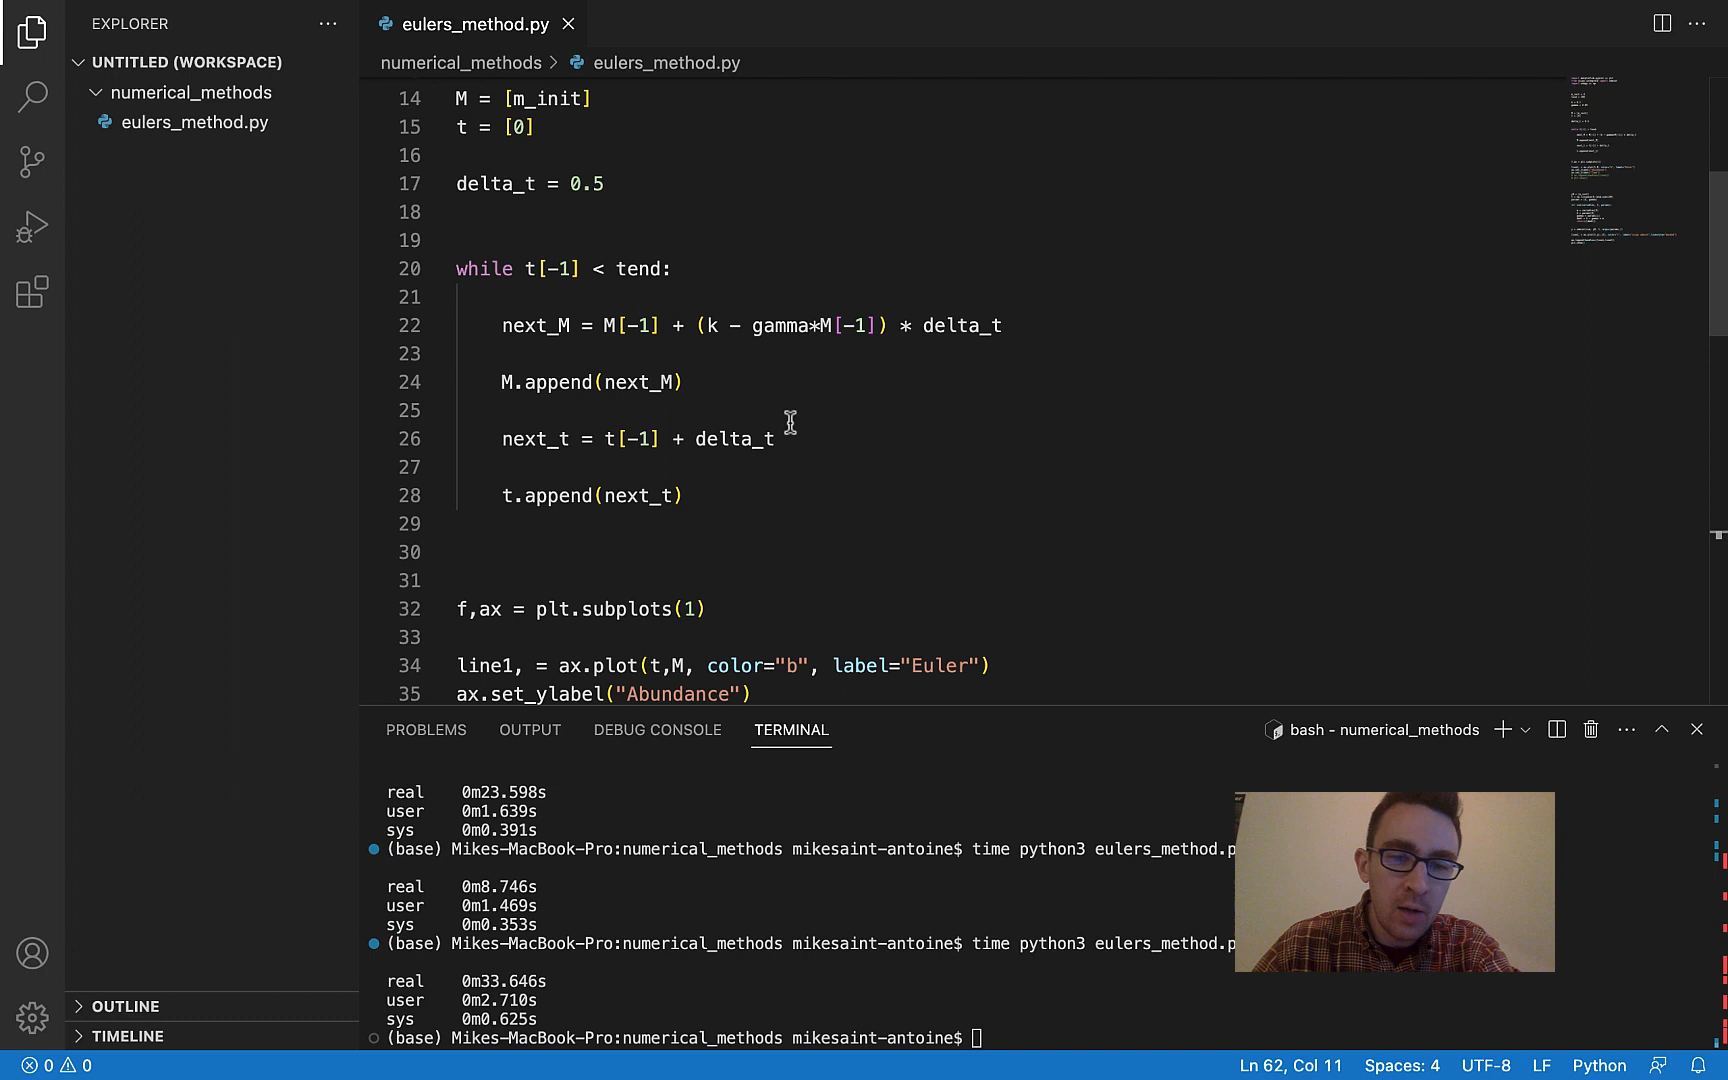 EXPLORER
UNTITLED (WORKSPACE)
numerical_methods
eulers_method.py
OUTLINE
TIMELINE
eulers_method.py
numerical_methods > eulers_method.py
14 M = [m_init]
15 t = [0]
16
17 delta_t = 0.5
18
19
20 while t[-1] < tend:
21
22 next_M = M[-1] + (k - gamma*M[-1]) * delta_t
23
24 M.append(next_M)
25
26 next_t = t[-1] + delta_t
27
28 t.append(next_t)
29
30
31
32 f,ax = plt.subplots(1)
33
34 line1, = ax.plot(t,M, color="b", label="Euler")
35 ax.set_ylabel("Abundance")
PROBLEMS OUTPUT DEBUG CONSOLE TERMINAL bash - numerical_methods
real 0m23.598s
user 0m1.639s
sys 0m0.391s
(base) Mikes-MacBook-Pro:numerical_methods mikesaint-antoine$ time python3 eulers_method.p
real 0m8.746s
user 0m1.469s
sys 0m0.353s
(base) Mikes-MacBook-Pro:numerical_methods mikesaint-antoine$ time python3 eulers_method.p
real 0m33.646s
user 0m2.710s
sys 0m0.625s
(base) Mikes-MacBook-Pro:numerical_methods mikesaint-antoine$
0 0 Ln 62, Col 11 Spaces: 4 UTF-8 LF Python